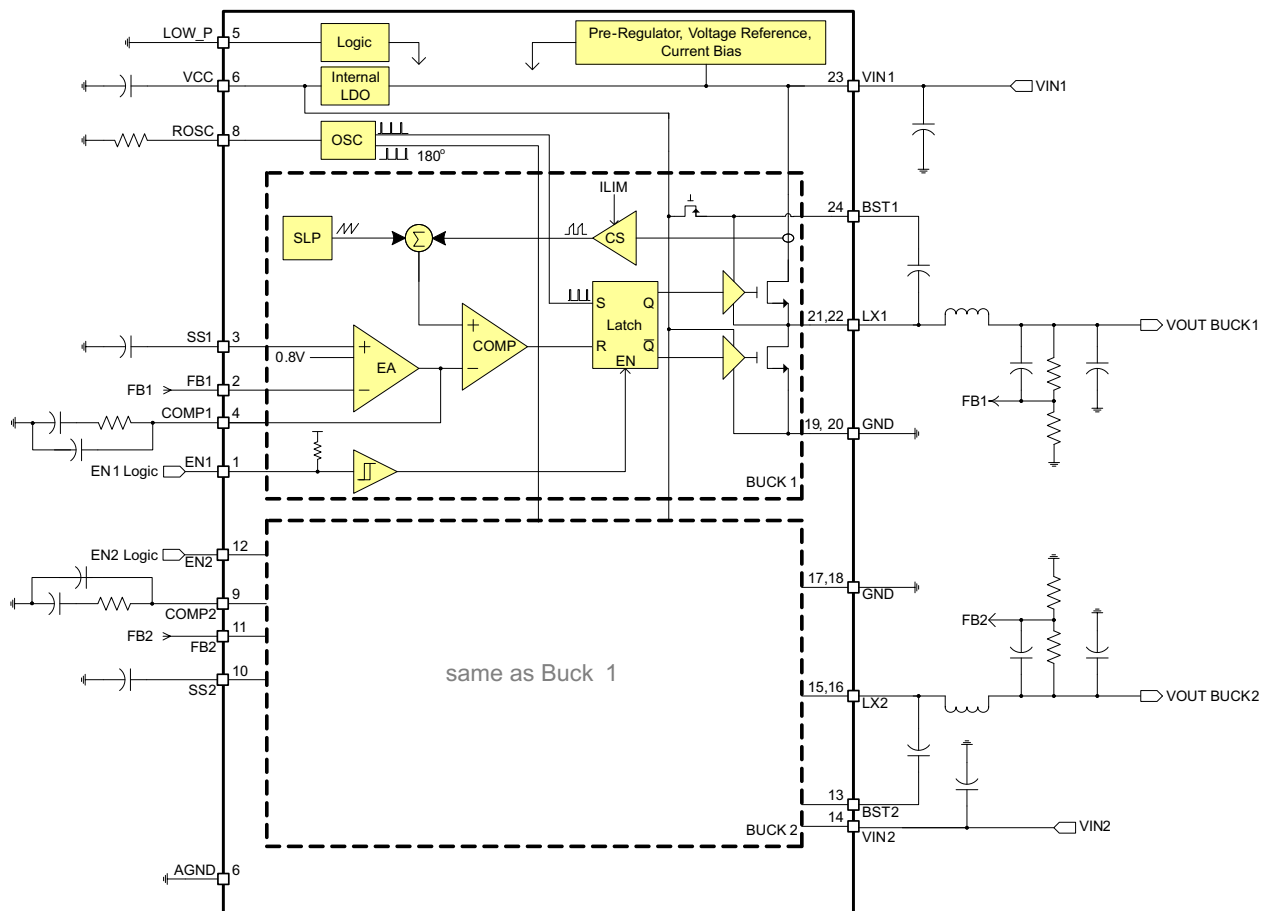 LOW_P 5
Logic
Pre-Regulator, Voltage Reference,
Current Bias
VCC 6
Internal
LDO
23 VIN1
VIN1
ROSC 8
OSC
180°
ILIM
24 BST1
SLP
Σ
CS
S Q
Latch
R Q̅
EN
21,22 LX1
VOUT BUCK1
SS1 3
0.8V
+
−
EA
+
−
COMP
FB1 FB1 2
COMP1 4
FB1
19, 20 GND
EN1 Logic EN1 1
BUCK 1
EN2 Logic 12
EN2
9
COMP2
FB2 11
FB2
10
SS2
same as Buck 1
17,18
GND
FB2
15,16
LX2
VOUT BUCK2
13
BST2
14
VIN2
VIN2
BUCK 2
AGND 6